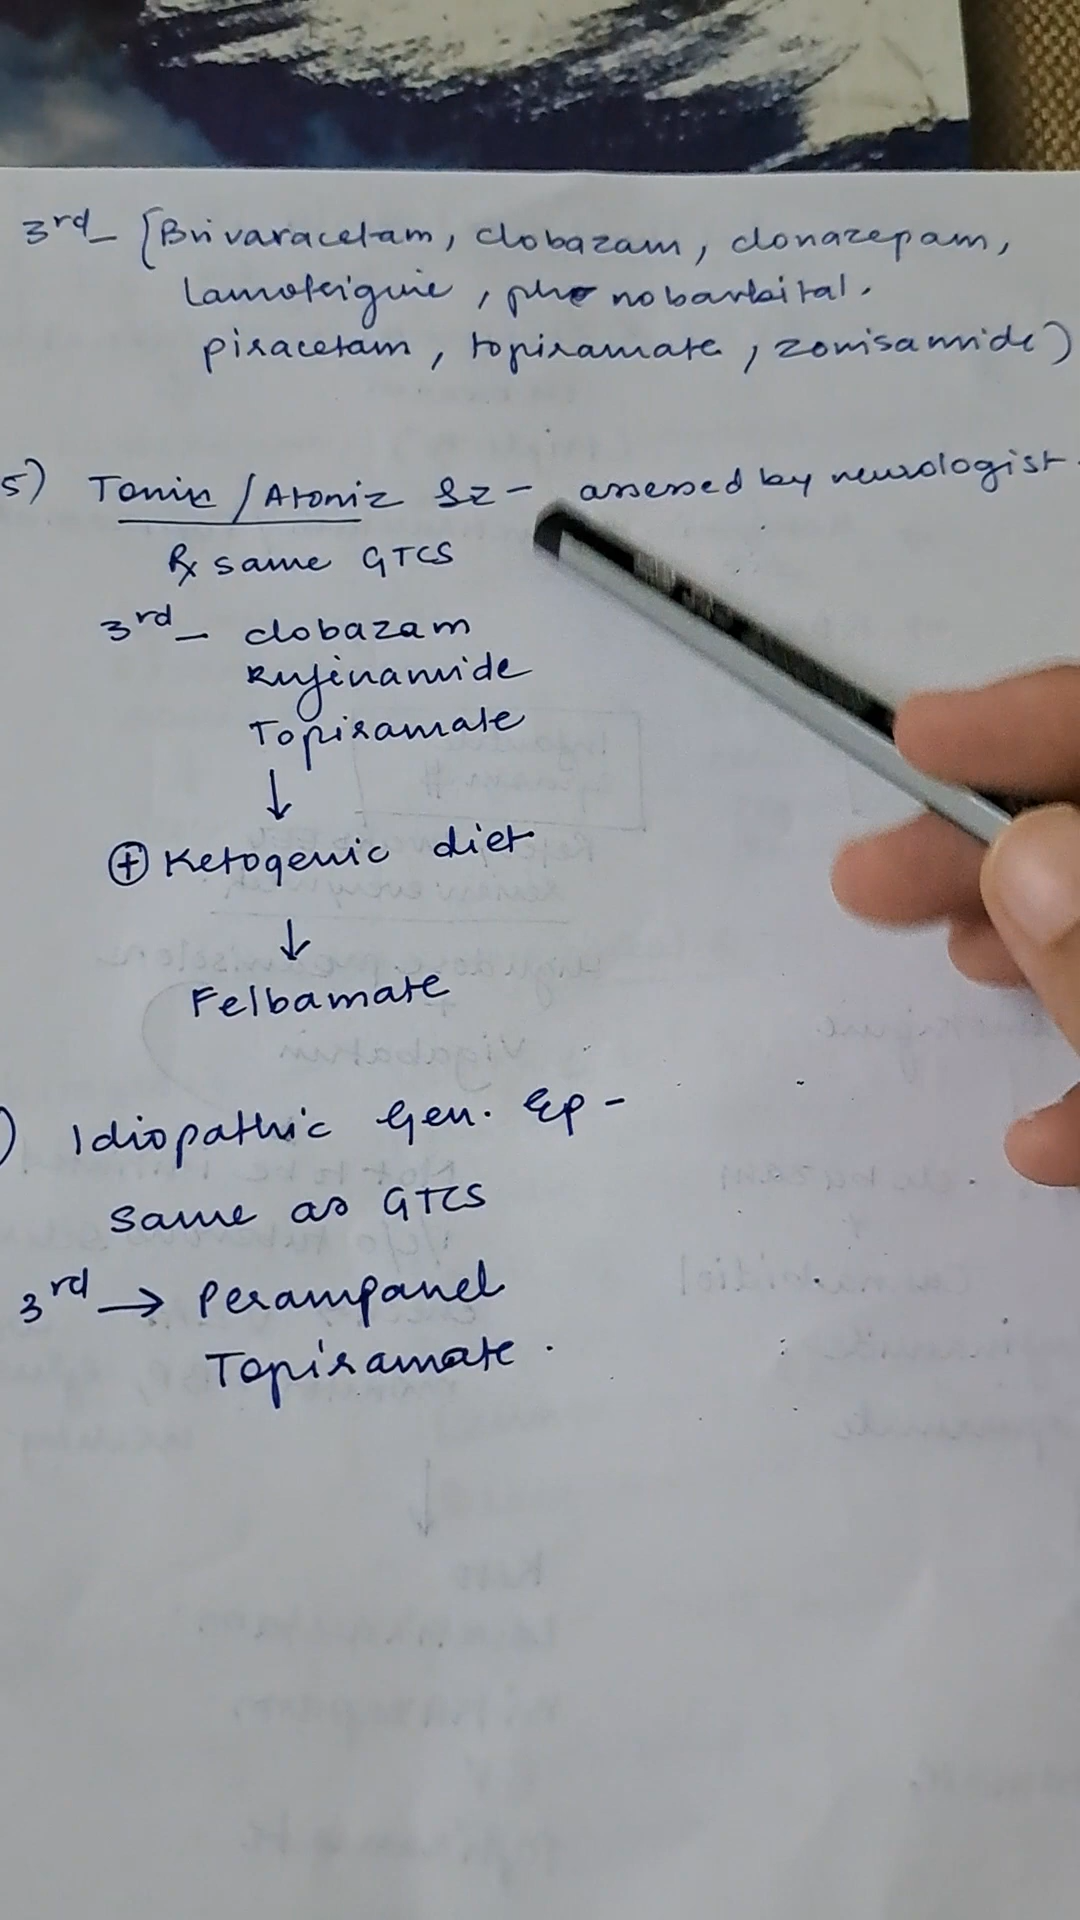 3rd - [Brivaracetam, clobazam, clonazepam,
Lamotrigine, phenobarbital,
piracetam, topiramate, zonisamide)
5) Tonic / Atonic Sz - assessed by neurologist.
Rx same GTCS
3rd - clobazam
Rufinamide
Topiramate
↓
⊕ Ketogenic diet
↓
Felbamate
) Idiopathic Gen. Ep -
same as GTCS
3rd → Perampanel
Topiramate.